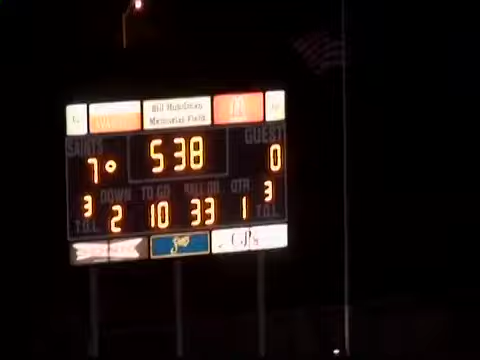 Bill Hutchison
Memorial Field
SAINTS GUEST
7 5 38 0
DOWN TO GO BALL ON QTR
3 2 10 33 1 3
T.O.L T.O.L